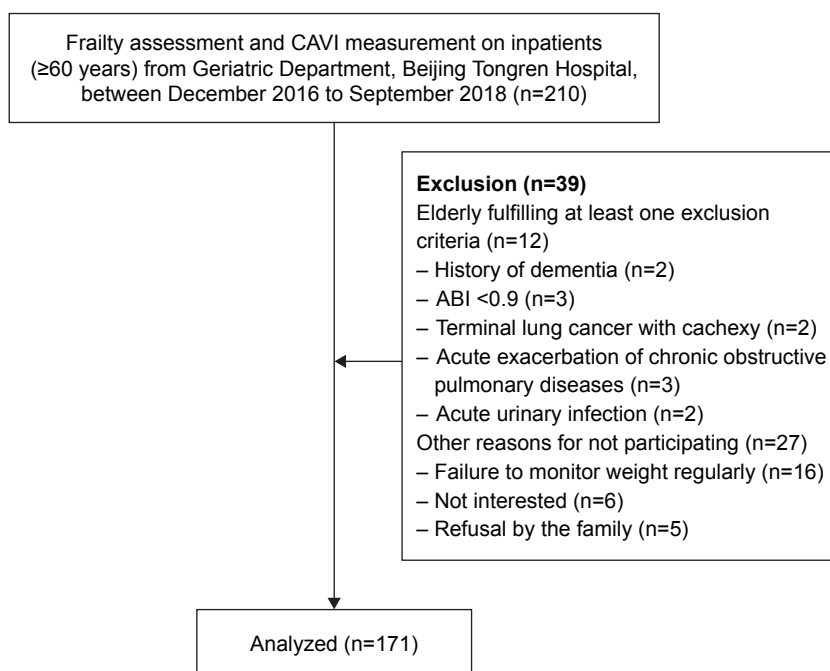 Frailty assessment and CAVI measurement on inpatients
(≥60 years) from Geriatric Department, Beijing Tongren Hospital,
between December 2016 to September 2018 (n=210)
Exclusion (n=39)
Elderly fulfilling at least one exclusion
criteria (n=12)
– History of dementia (n=2)
– ABI <0.9 (n=3)
– Terminal lung cancer with cachexy (n=2)
– Acute exacerbation of chronic obstructive
pulmonary diseases (n=3)
– Acute urinary infection (n=2)
Other reasons for not participating (n=27)
– Failure to monitor weight regularly (n=16)
– Not interested (n=6)
– Refusal by the family (n=5)
Analyzed (n=171)